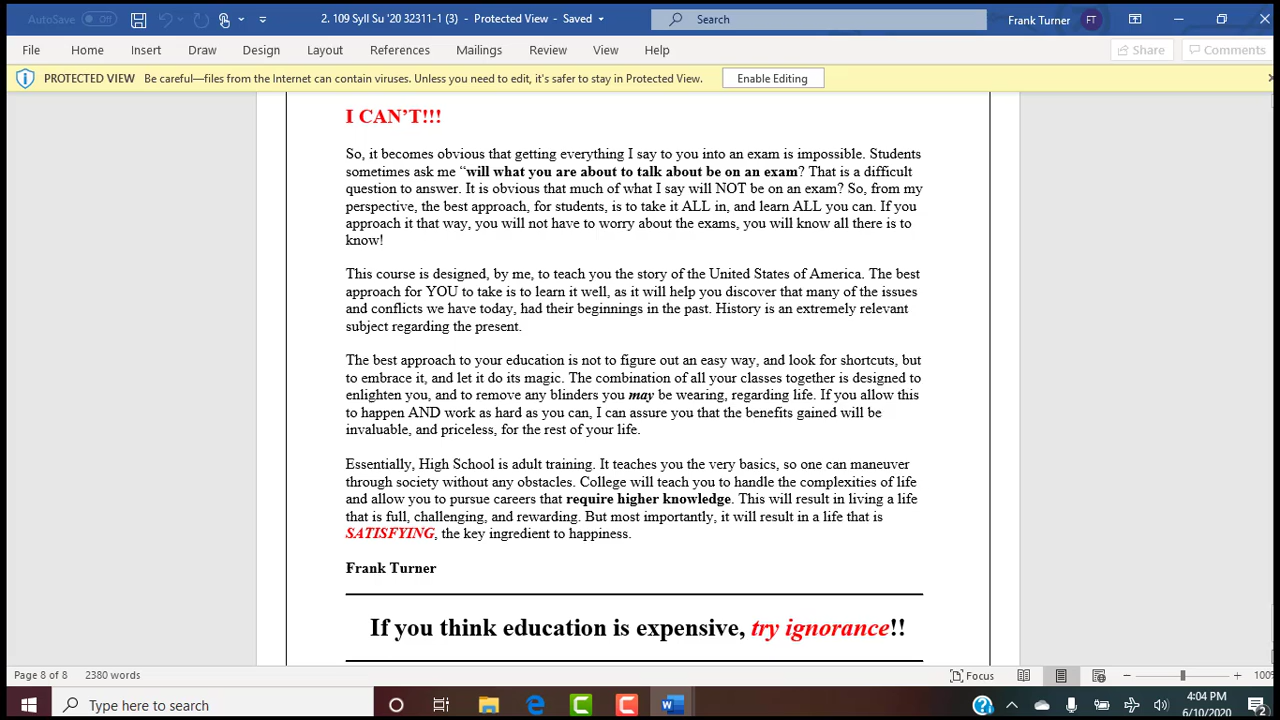 AutoSave Off 2. 109 Syll Su '20 32311-1 (3) - Protected View - Saved Search Frank Turner FT
File Home Insert Draw Design Layout References Mailings Review View Help Share Comments
PROTECTED VIEW Be careful—files from the Internet can contain viruses. Unless you need to edit, it's safer to stay in Protected View. Enable Editing
I CAN’T!!!
So, it becomes obvious that getting everything I say to you into an exam is impossible. Students
sometimes ask me “will what you are about to talk about be on an exam? That is a difficult
question to answer. It is obvious that much of what I say will NOT be on an exam? So, from my
perspective, the best approach, for students, is to take it ALL in, and learn ALL you can. If you
approach it that way, you will not have to worry about the exams, you will know all there is to
know!
This course is designed, by me, to teach you the story of the United States of America. The best
approach for YOU to take is to learn it well, as it will help you discover that many of the issues
and conflicts we have today, had their beginnings in the past. History is an extremely relevant
subject regarding the present.
The best approach to your education is not to figure out an easy way, and look for shortcuts, but
to embrace it, and let it do its magic. The combination of all your classes together is designed to
enlighten you, and to remove any blinders you may be wearing, regarding life. If you allow this
to happen AND work as hard as you can, I can assure you that the benefits gained will be
invaluable, and priceless, for the rest of your life.
Essentially, High School is adult training. It teaches you the very basics, so one can maneuver
through society without any obstacles. College will teach you to handle the complexities of life
and allow you to pursue careers that require higher knowledge. This will result in living a life
that is full, challenging, and rewarding. But most importantly, it will result in a life that is
SATISFYING, the key ingredient to happiness.
Frank Turner
If you think education is expensive, try ignorance!!
Page 8 of 8 2380 words Focus 100%
Type here to search 4:04 PM
6/10/2020 2